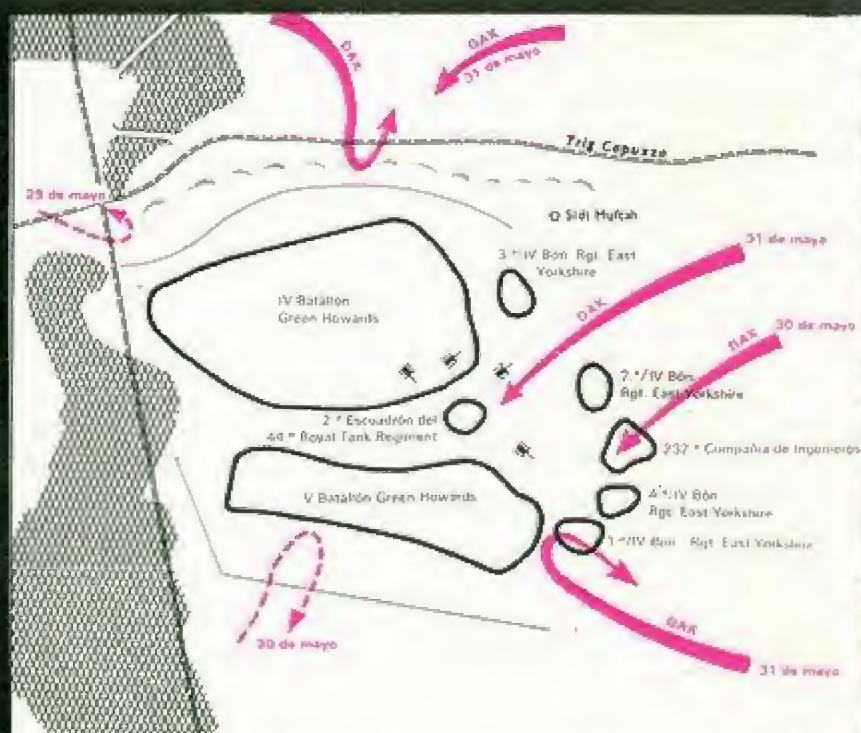 DAK
DAK
31 de mayo
Trig Capuzzo
29 de mayo
Sidi Muftah
31 de mayo
3.ª/IV Bón. Rgt. East
Yorkshire
IV Batallón
Green Howards
DAK
30 de mayo
DAK
2.ª/IV Bón.
Rgt. East Yorkshire
2.º Escuadrón del
44.º Royal Tank Regiment
232.ª Compañía de Ingenieros
V Batallón Green Howards
4.ª/IV Bón
Rgt. East Yorkshire
1.ª/IV Bón. Rgt. East Yorkshire
DAK
30 de mayo
31 de mayo